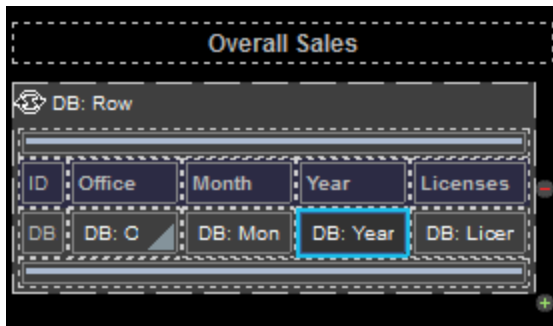 Overall Sales
DB: Row
ID Office Month Year Licenses
DB DB: O DB: Mon DB: Year DB: Licer